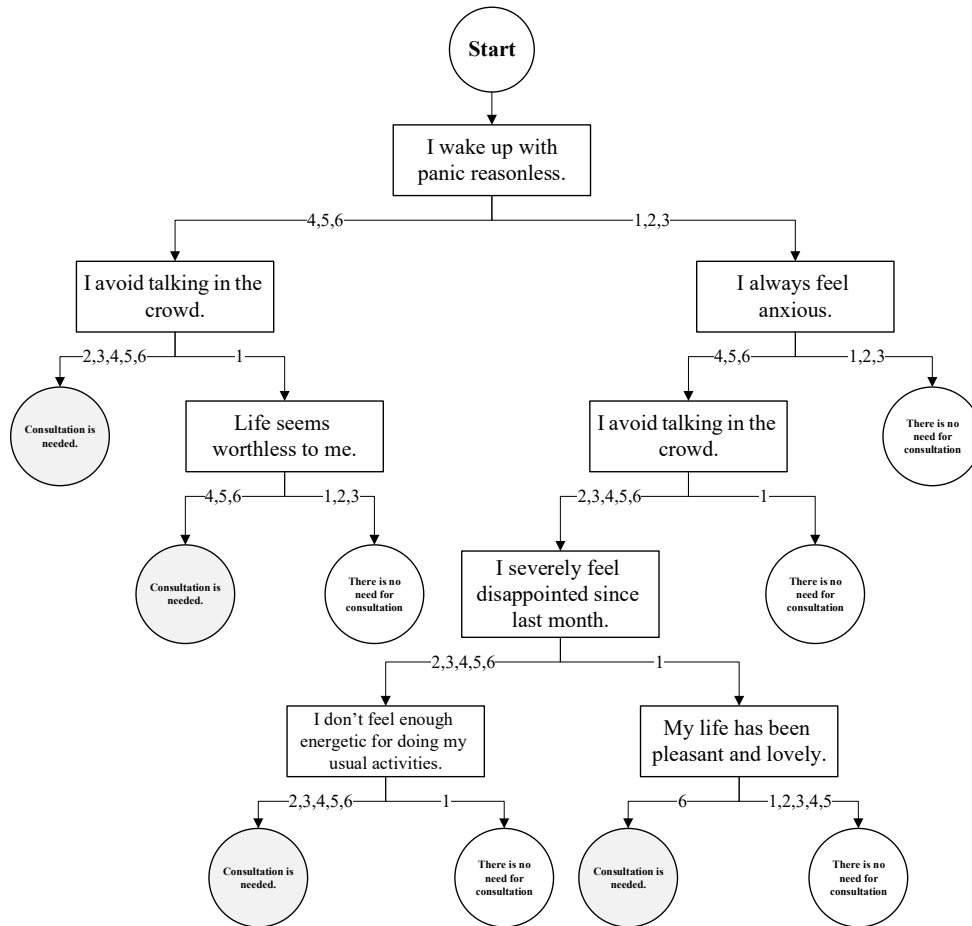 Start
I wake up with
panic reasonless.
4,5,6
1,2,3
I avoid talking in the
crowd.
I always feel
anxious.
2,3,4,5,6
1
4,5,6
1,2,3
Consultation is
needed.
Life seems
worthless to me.
I avoid talking in the
crowd.
There is no
need for
consultation
4,5,6
1,2,3
2,3,4,5,6
1
Consultation is
needed.
There is no
need for
consultation
I severely feel
disappointed since
last month.
There is no
need for
consultation
2,3,4,5,6
1
I don’t feel enough
energetic for doing my
usual activities.
My life has been
pleasant and lovely.
2,3,4,5,6
1
6
1,2,3,4,5
Consultation is
needed.
There is no
need for
consultation
Consultation is
needed.
There is no
need for
consultation